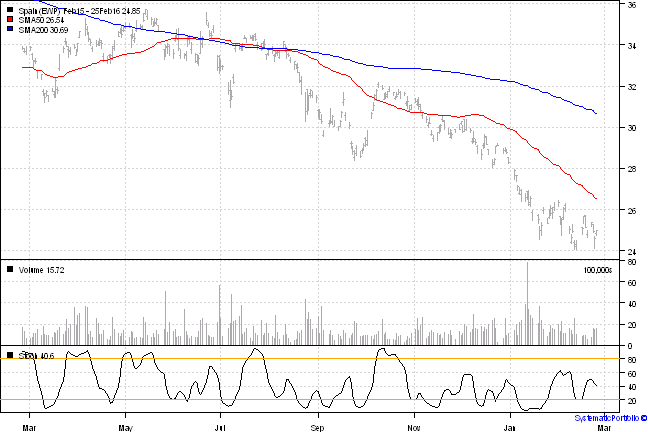 Spain (EWP) Feb15 - 25Feb16 24.85
SMA50 26.54
SMA200 30.69
36
34
32
30
28
26
24
Volume 15.72
100,000s
80
60
40
20
0
40.6
80
60
40
20
Mar May Jul Sep Nov Jan Mar
SystematicPortfolio ©